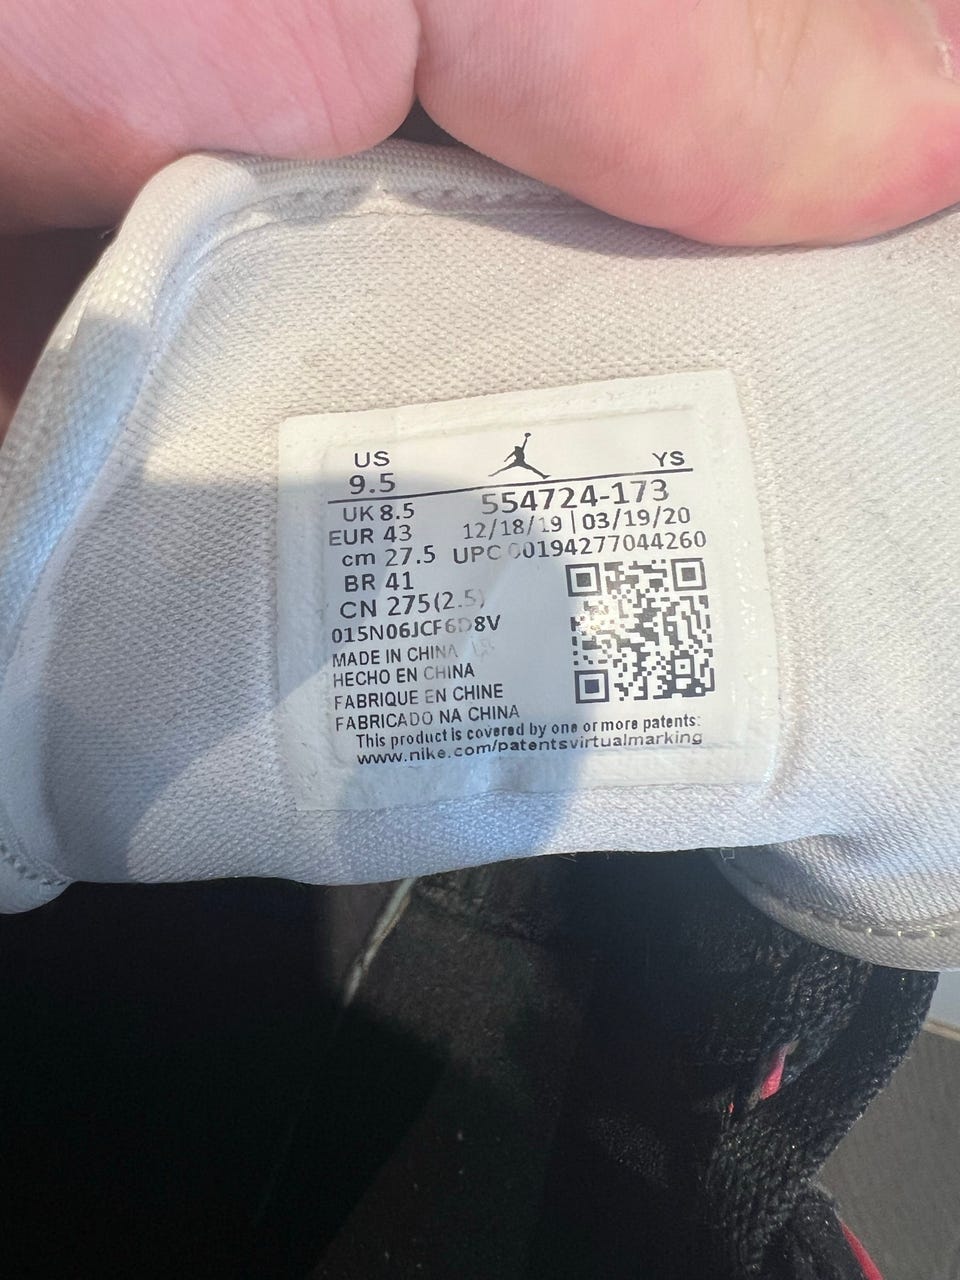 US
YS
9.5
554724-173
UK 8.5
12/18/19 | 03/19/20
EUR 43
UPC 00194277044260
cm 27.5
BR 41
CN 275(2.5)
015N06JCF6D8V
MADE IN CHINA
HECHO EN CHINA
FABRIQUE EN CHINE
FABRICADO NA CHINA
This product is covered by one or more patents:
www.nike.com/patentsvirtualmarking